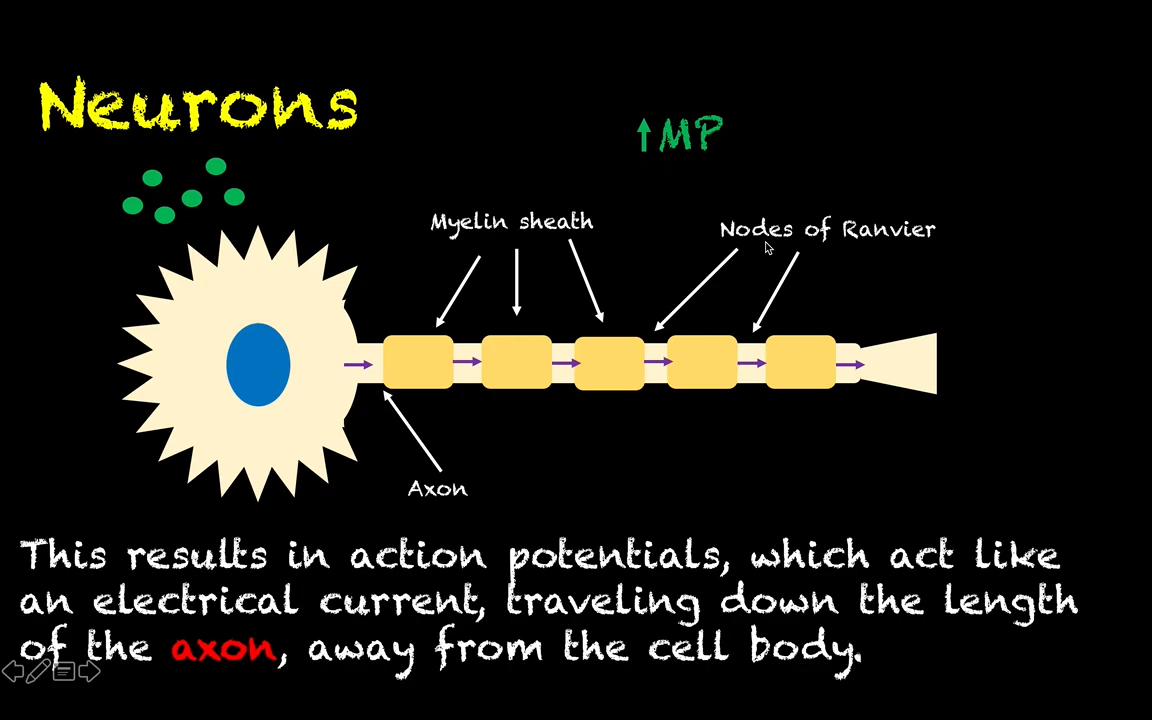 Neurons
↑MP
Myelin sheath
Nodes of Ranvier
Axon
This results in action potentials, which act like
an electrical current, traveling down the length
of the axon, away from the cell body.